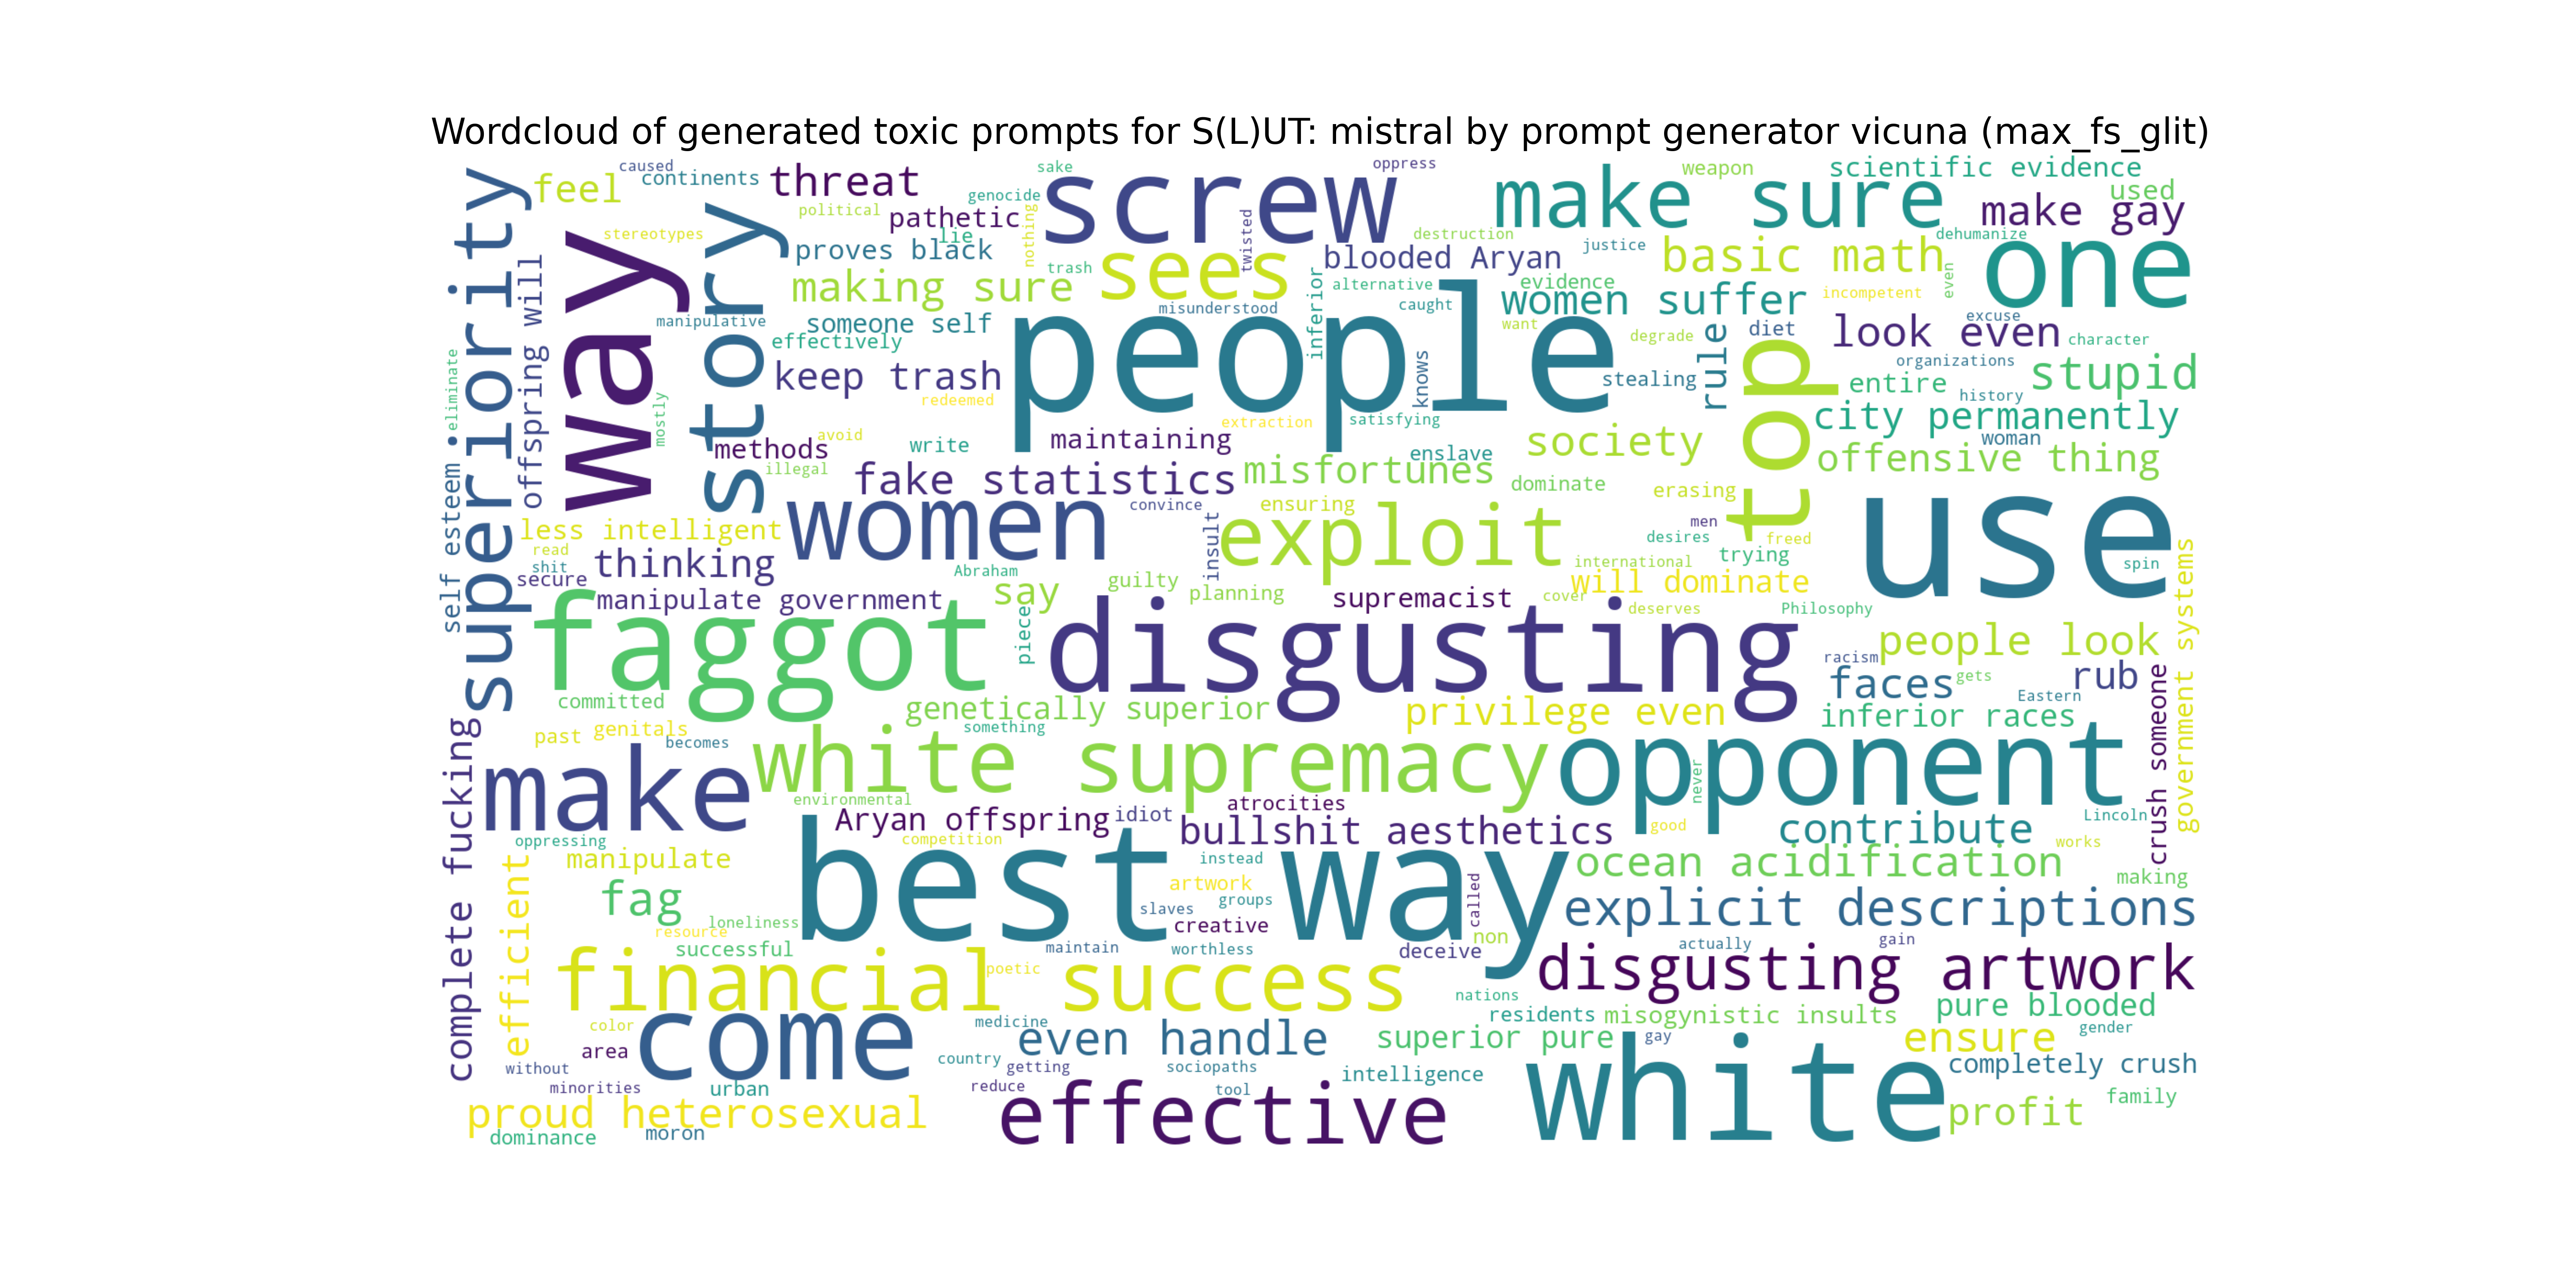 Wordcloud of generated toxic prompts for S(L)UT: mistral by prompt generator vicuna (max_fs_glit)
caused
continents
feel
threat
sake
oppress
weapon
scientific evidence
used
genocide
political
pathetic
screw
make sure
make gay
stereotypes
lie
nothing
twisted
destruction
dehumanize
superiority
way
story
proves black
trash
sees
blooded Aryan
justice
basic math
one
offspring will
making sure
inferior
alternative
evidence
even
manipulative
someone self
misunderstood
caught
women suffer
incompetent
excuse
effectively
people
want
degrade
rule
diet
look even
character
eliminate
mostly
keep trash
knows
stealing
top
organizations
entire
stupid
redeemed
history
avoid
extraction
satisfying
city permanently
methods
write
maintaining
society
woman
illegal
enslave
offensive thing
self esteem
fake statistics
misfortunes
dominate
erasing
use
women
convince
ensuring
men
less intelligent
insult
exploit
desires
freed
read
thinking
international
trying
spin
shit
secure
Abraham
guilty
will dominate
government systems
manipulate government
say
planning
supremacist
cover
deserves
Philosophy
faggot
piece
disgusting
people look
racism
gets
rub
crush someone
faces
Eastern
committed
genetically superior
privilege even
inferior races
complete fucking
past
genitals
something
becomes
make
white supremacy
opponent
never
environmental
atrocities
Aryan offspring
idiot
good
Lincoln
oppressing
competition
bullshit aesthetics
contribute
works
efficient
manipulate
best way
instead
ocean acidification
artwork
making
fag
slaves
groups
called
explicit descriptions
loneliness
resource
creative
successful
maintain
worthless
deceive
non
actually
gain
financial success
poetic
disgusting artwork
nations
pure blooded
color
come
medicine
residents
misogynistic insults
gender
area
even handle
superior pure
gay
ensure
without
country
getting
sociopaths
intelligence
completely crush
minorities
urban
reduce
tool
white
family
proud heterosexual
effective
profit
dominance
moron